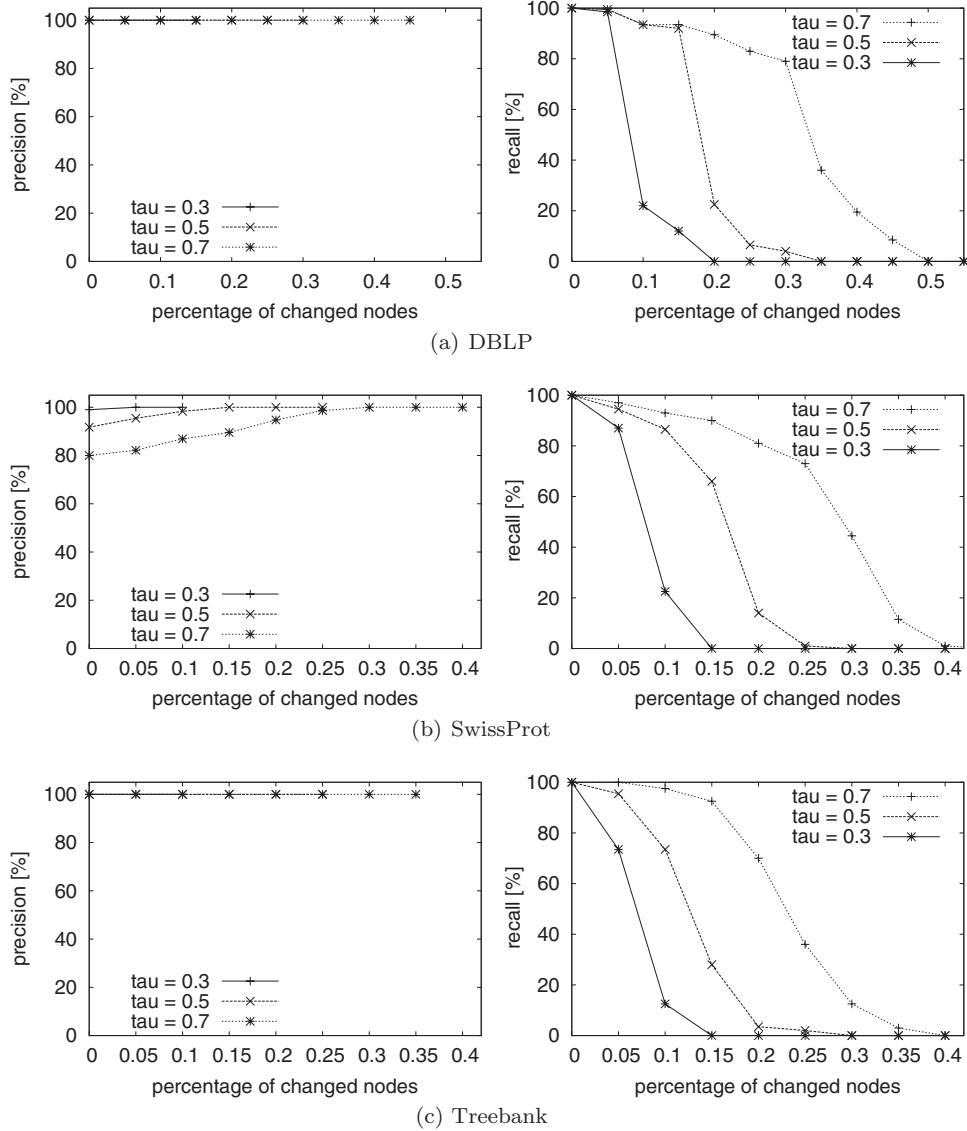 100
80
60
40
20
0
precision [%]
tau = 0.3
tau = 0.5
tau = 0.7
0 0.1 0.2 0.3 0.4 0.5
percentage of changed nodes
100
80
60
40
20
0
recall [%]
tau = 0.7
tau = 0.5
tau = 0.3
0 0.1 0.2 0.3 0.4 0.5
percentage of changed nodes
(a) DBLP
100
80
60
40
20
0
precision [%]
tau = 0.3
tau = 0.5
tau = 0.7
0 0.05 0.1 0.15 0.2 0.25 0.3 0.35 0.4
percentage of changed nodes
100
80
60
40
20
0
recall [%]
tau = 0.7
tau = 0.5
tau = 0.3
0 0.05 0.1 0.15 0.2 0.25 0.3 0.35 0.4
percentage of changed nodes
(b) SwissProt
100
80
60
40
20
0
precision [%]
tau = 0.3
tau = 0.5
tau = 0.7
0 0.05 0.1 0.15 0.2 0.25 0.3 0.35 0.4
percentage of changed nodes
100
80
60
40
20
0
recall [%]
tau = 0.7
tau = 0.5
tau = 0.3
0 0.05 0.1 0.15 0.2 0.25 0.3 0.35 0.4
percentage of changed nodes
(c) Treebank